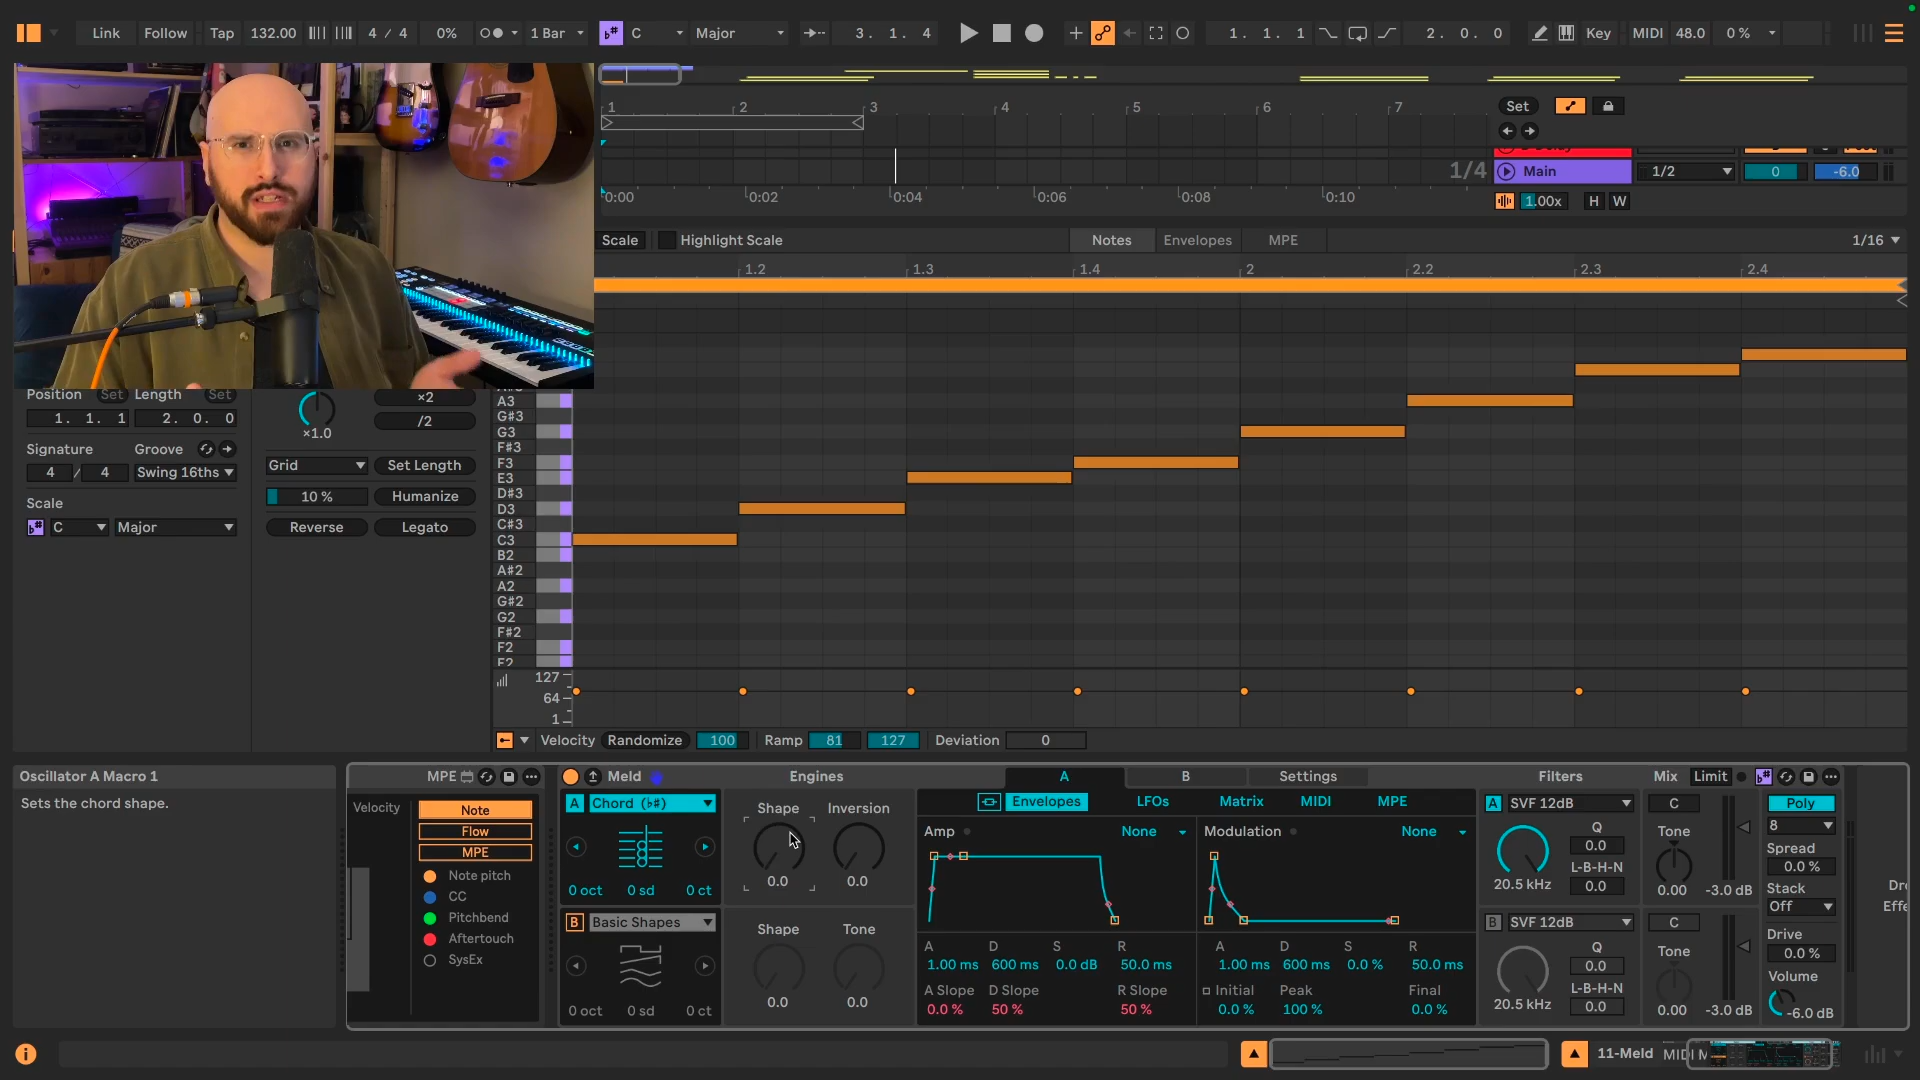 Link Follow Tap 132.00 4 / 4 0% 1 Bar C Major 3. 1. 4 1. 1. 1 2. 0. 0 Key MIDI 48.0 0 %
1 2 3 4 5 6 7 Set
1/4 Main 1/2 0 -6.0
0:00 0:02 0:04 0:06 0:08 0:10 1.00x H W
Scale Highlight Scale Notes Envelopes MPE 1/16
1.2 1.3 1.4 2 2.2 2.3 2.4
Position Set Length Set ×2
1. 1. 1 2. 0. 0 ×1.0 /2
Signature Groove
4 / 4 Swing 16ths Grid Set Length
Scale 10 % Humanize
C Major Reverse Legato
A3
G#3
G3
F#3
F3
E3
D#3
D3
C#3
C3
B2
A#2
A2
G#2
G2
F#2
F2
E2
127
64
1
Velocity Randomize 100 Ramp 81 127 Deviation 0
Oscillator A Macro 1
Sets the chord shape.
MPE
Velocity Note
Flow
MPE
Note pitch
CC
Pitchbend
Aftertouch
SysEx
Meld Engines A B Settings Filters Mix Limit
A Chord (♭#) Shape Inversion Envelopes LFOs Matrix MIDI MPE A SVF 12dB C Poly
Amp None Modulation None Q Tone 8
0.0 Spread
L-B-H-N 0.0 %
0 oct 0 sd 0 ct 0.0 0.0 20.5 kHz 0.0 0.00 -3.0 dB Stack
Off
B Basic Shapes Shape Tone B SVF 12dB C Drive
A D S R A D S R Q Tone 0.0 %
1.00 ms 600 ms 0.0 dB 50.0 ms 1.00 ms 600 ms 0.0 % 50.0 ms 0.0 Volume
A Slope D Slope R Slope Initial Peak Final L-B-H-N
0 oct 0 sd 0 ct 0.0 0.0 0.0 % 50 % 50 % 0.0 % 100 % 0.0 % 20.5 kHz 0.0 0.00 -3.0 dB -6.0 dB
11-Meld